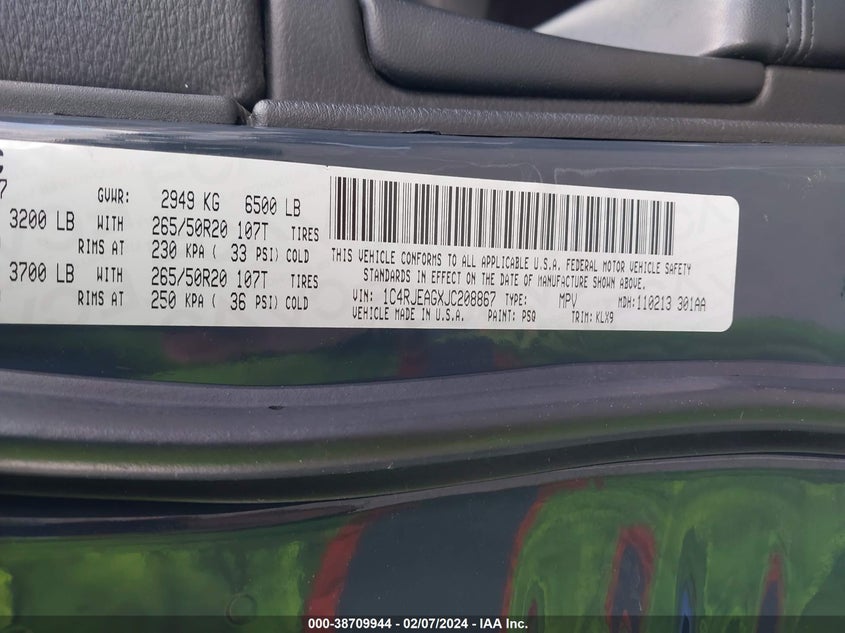 C
7
GVWR: 2949 KG 6500 LB
3200 LB WITH 265/50R20 107T TIRES
RIMS AT 230 KPA ( 33 PSI) COLD
3700 LB WITH 265/50R20 107T TIRES
RIMS AT 250 KPA ( 36 PSI) COLD
THIS VEHICLE CONFORMS TO ALL APPLICABLE U.S.A. FEDERAL MOTOR VEHICLE SAFETY
STANDARDS IN EFFECT ON THE DATE OF MANUFACTURE SHOWN ABOVE.
VIN: 1C4RJEAGXJC208867 TYPE: MPV MDH: 110213 301AA
VEHICLE MADE IN U.S.A. PAINT: PSQ TRIM: KLX9
000-38709944 - 02/07/2024 - IAA Inc.